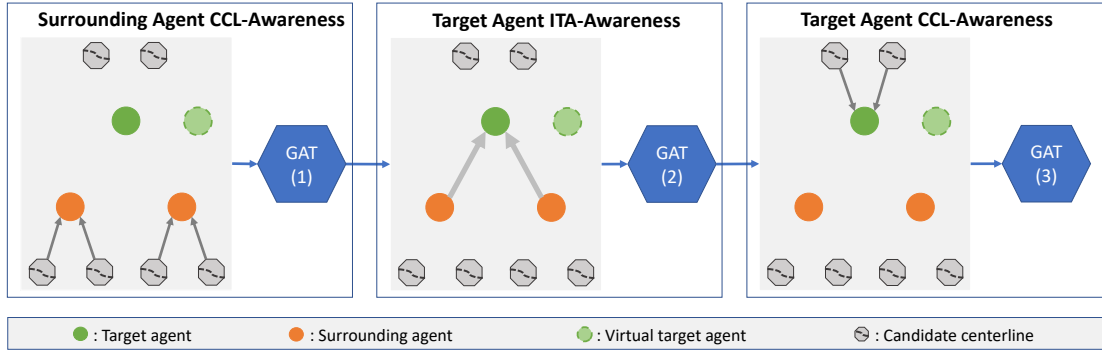 Surrounding Agent CCL-Awareness
Target Agent ITA-Awareness
Target Agent CCL-Awareness
GAT
(1)
GAT
(2)
GAT
(3)
: Target agent
: Surrounding agent
: Virtual target agent
: Candidate centerline